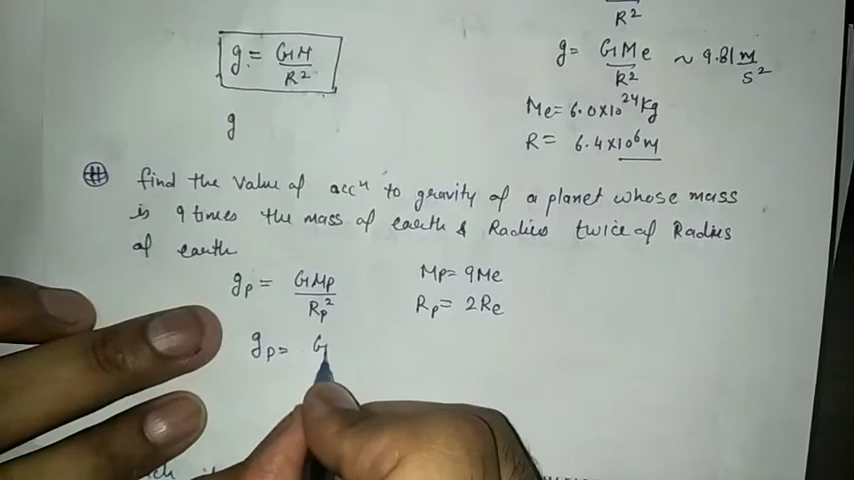 R²
g = GM/R²
g = GMe/R² ~ 9.81 m/s²
g
Me = 6.0×10²⁴ Kg
R = 6.4×10⁶ m
# find the value of accⁿ to gravity of a planet whose mass
is 9 times the mass of earth & Radius twice of Radius
of earth
gp = GMp/Rp² Mp = 9Me
Rp = 2Re
gp = G